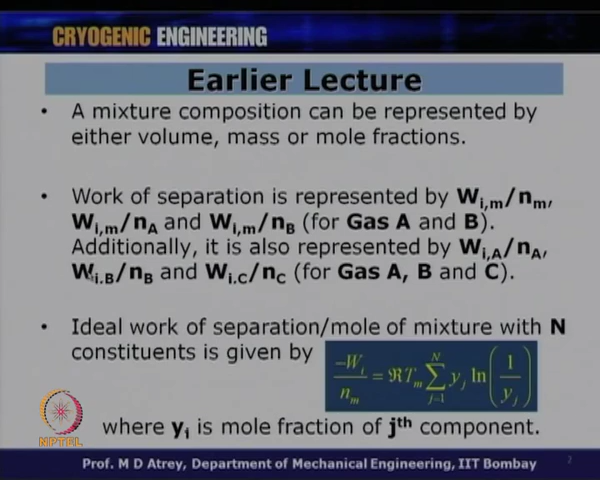 CRYOGENIC ENGINEERING
Earlier Lecture
• A mixture composition can be represented by
either volume, mass or mole fractions.
• Work of separation is represented by Wi,m/nm,
Wi,m/nA and Wi,m/nB (for Gas A and B).
Additionally, it is also represented by Wi,A/nA,
Wi.B/nB and Wi.C/nC (for Gas A, B and C).
• Ideal work of separation/mole of mixture with N
constituents is given by
-Wi/nm = ℜTm ∑j=1^N yj ln(1/yj)
where yi is mole fraction of jth component.
NPTEL
Prof. M D Atrey, Department of Mechanical Engineering, IIT Bombay
2